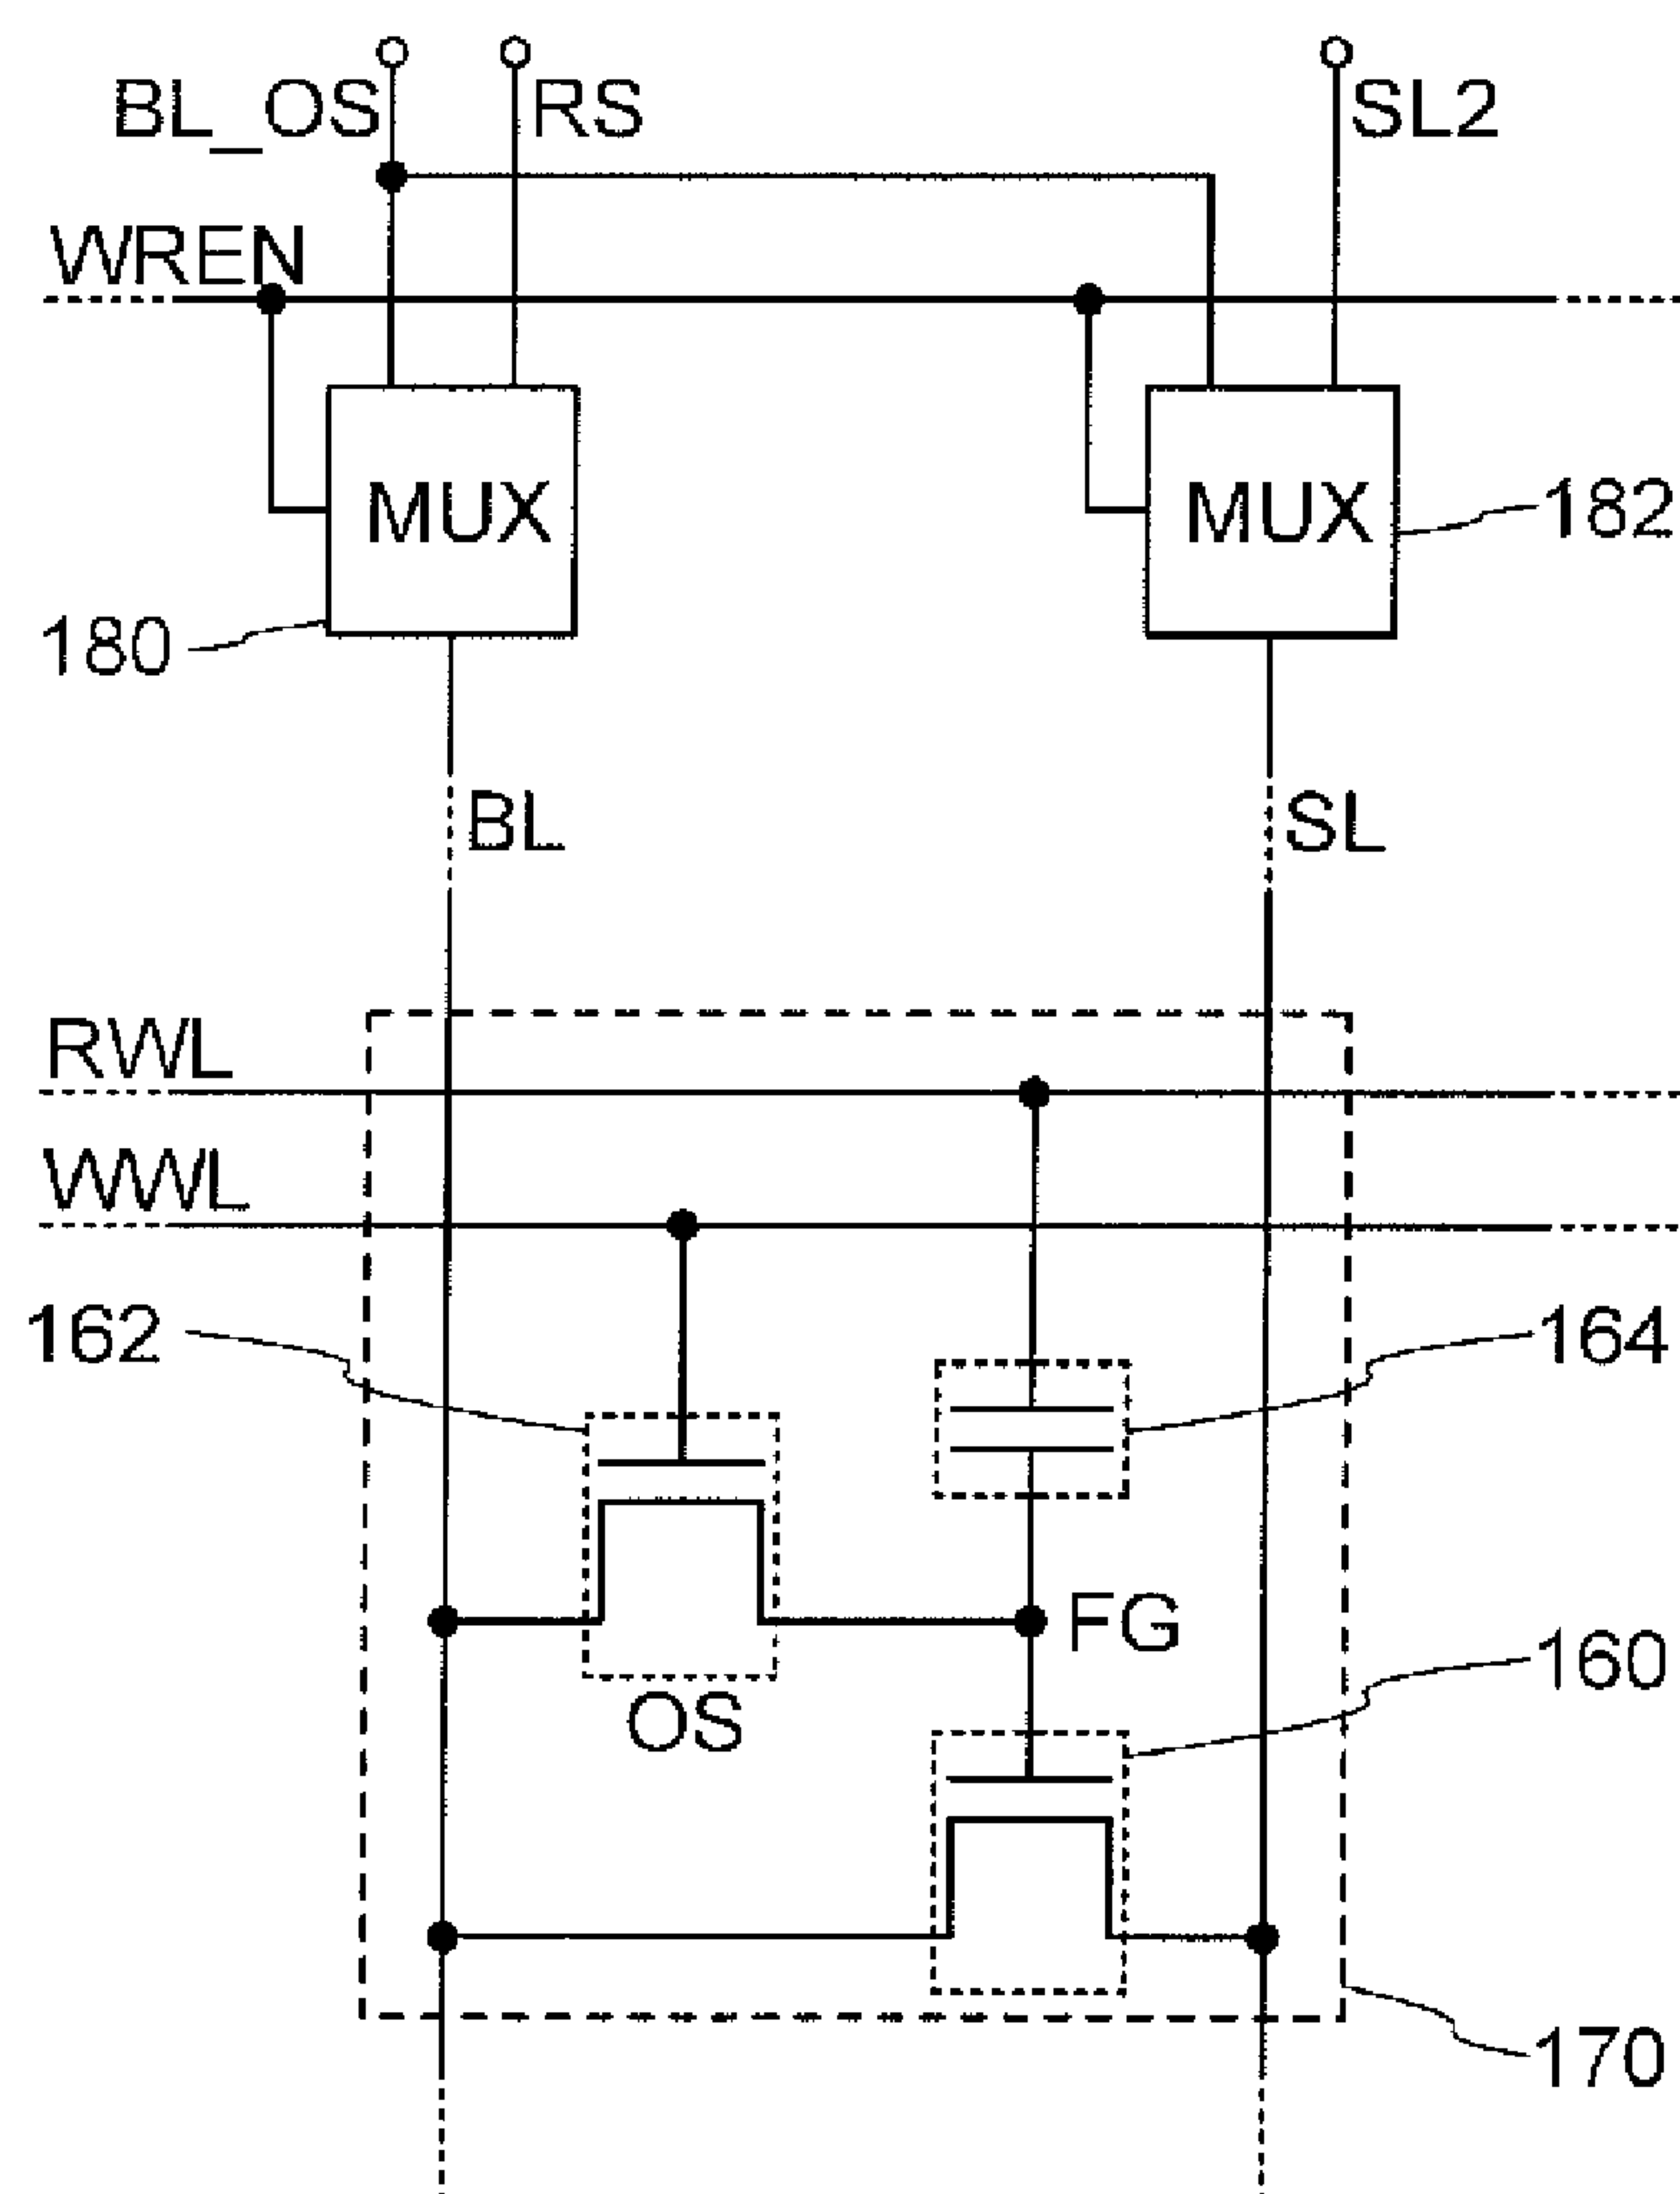 BL_OS
RS
SL2
WREN
MUX
MUX
182
180
BL
SL
RWL
WWL
162
164
FG
160
OS
170